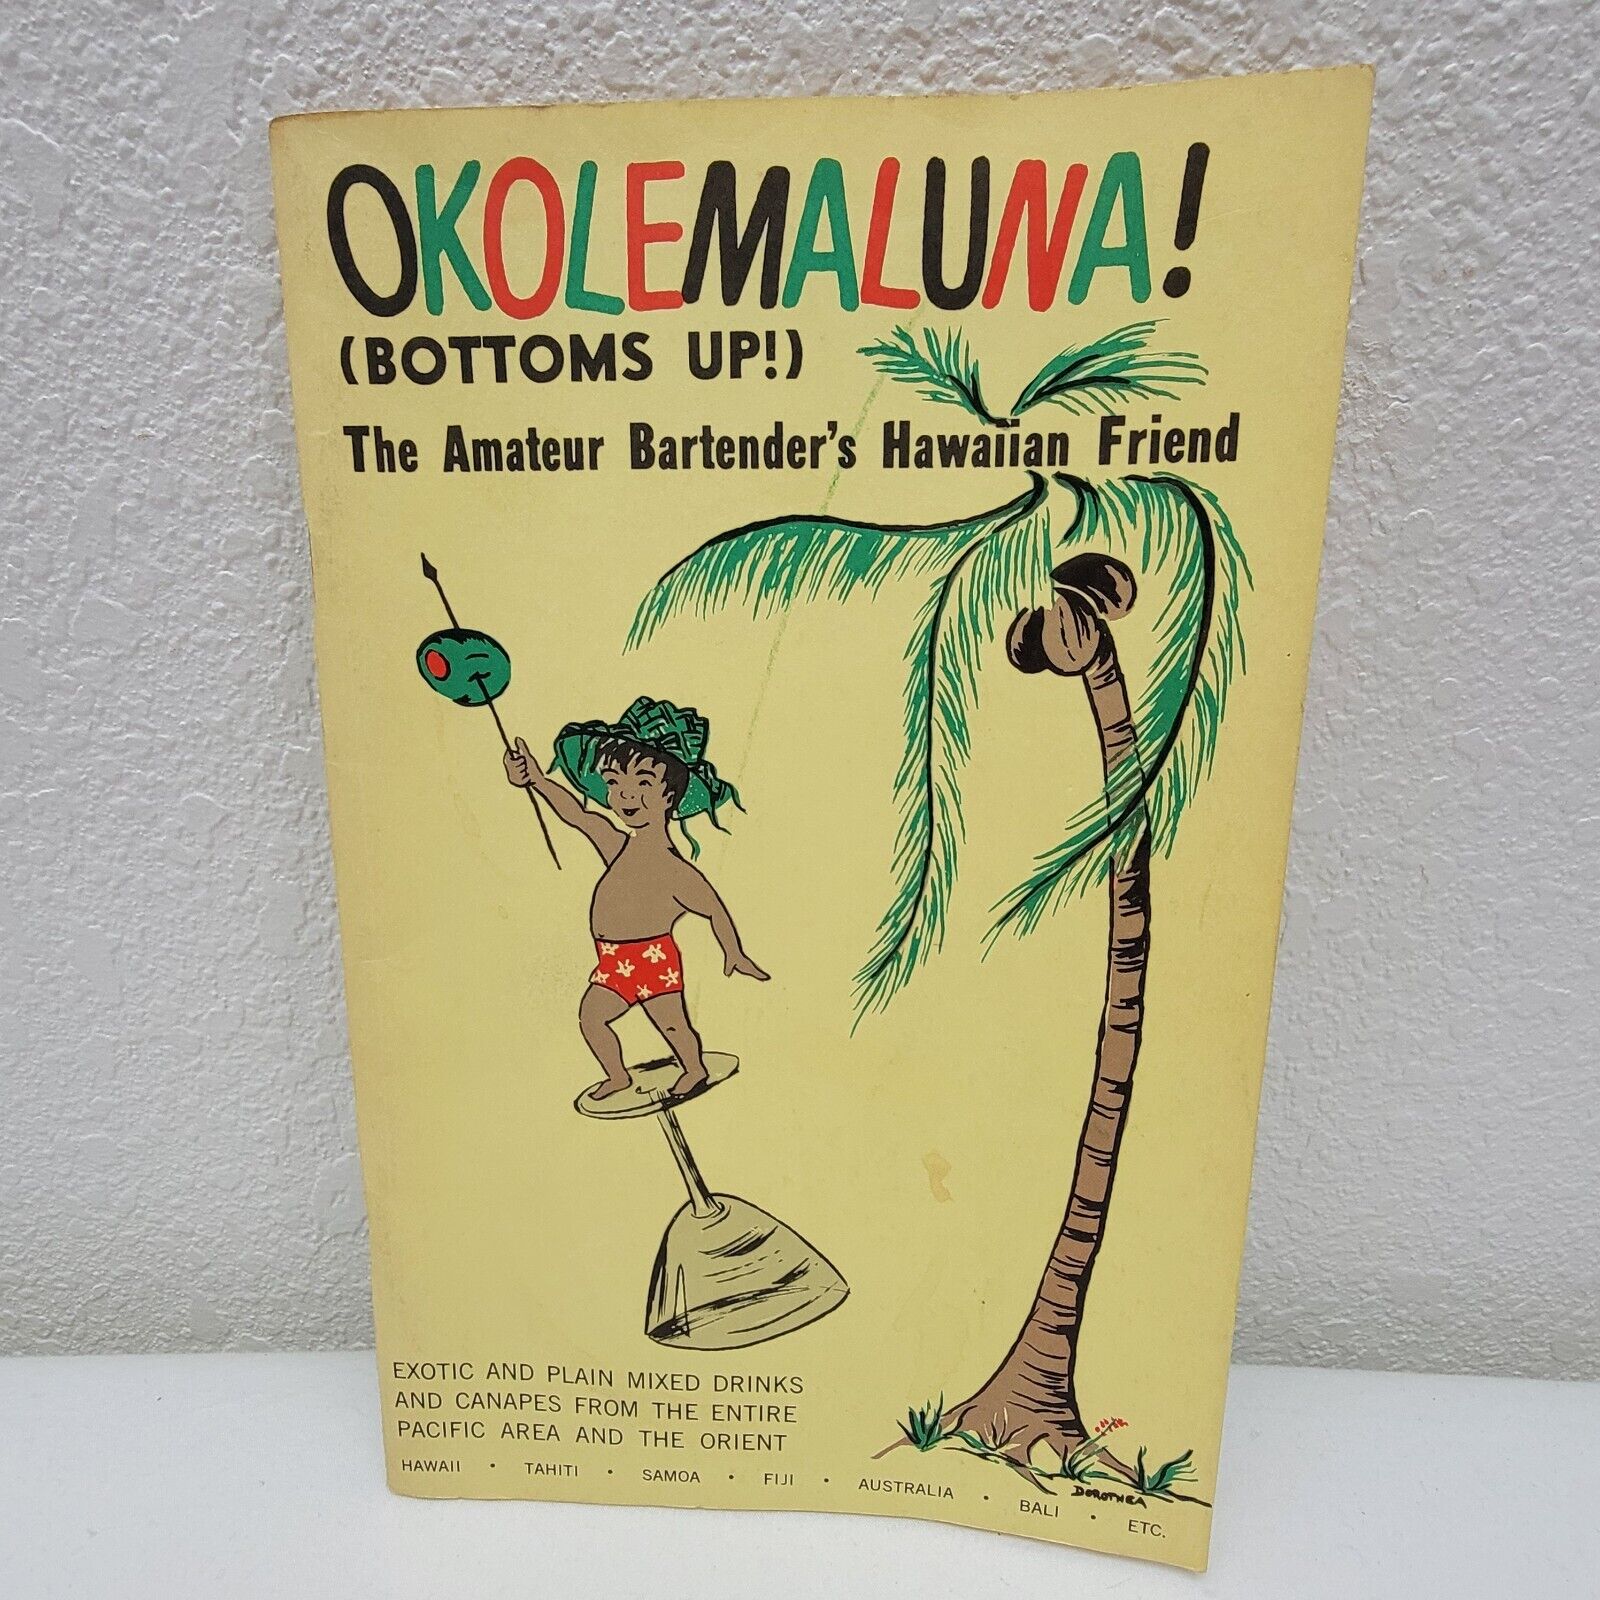 OKOLEMALUNA!
(BOTTOMS UP!)
The Amateur Bartender's Hawaiian Friend
EXOTIC AND PLAIN MIXED DRINKS
AND CANAPES FROM THE ENTIRE
PACIFIC AREA AND THE ORIENT
HAWAII • TAHITI • SAMOA • FIJI • AUSTRALIA • BALI • ETC.
DOROTHEA